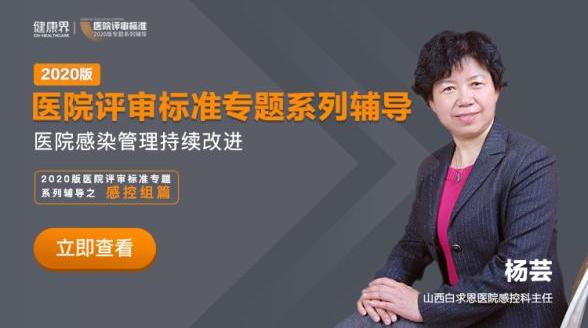 健康界
CN-HEALTHCARE
医院评审标准
2020版专题系列辅导
2020版
医院评审标准专题系列辅导
医院感染管理持续改进
2020版医院评审标准专题
系列辅导之 感控组篇
立即查看
杨芸
山西白求恩医院感控科主任